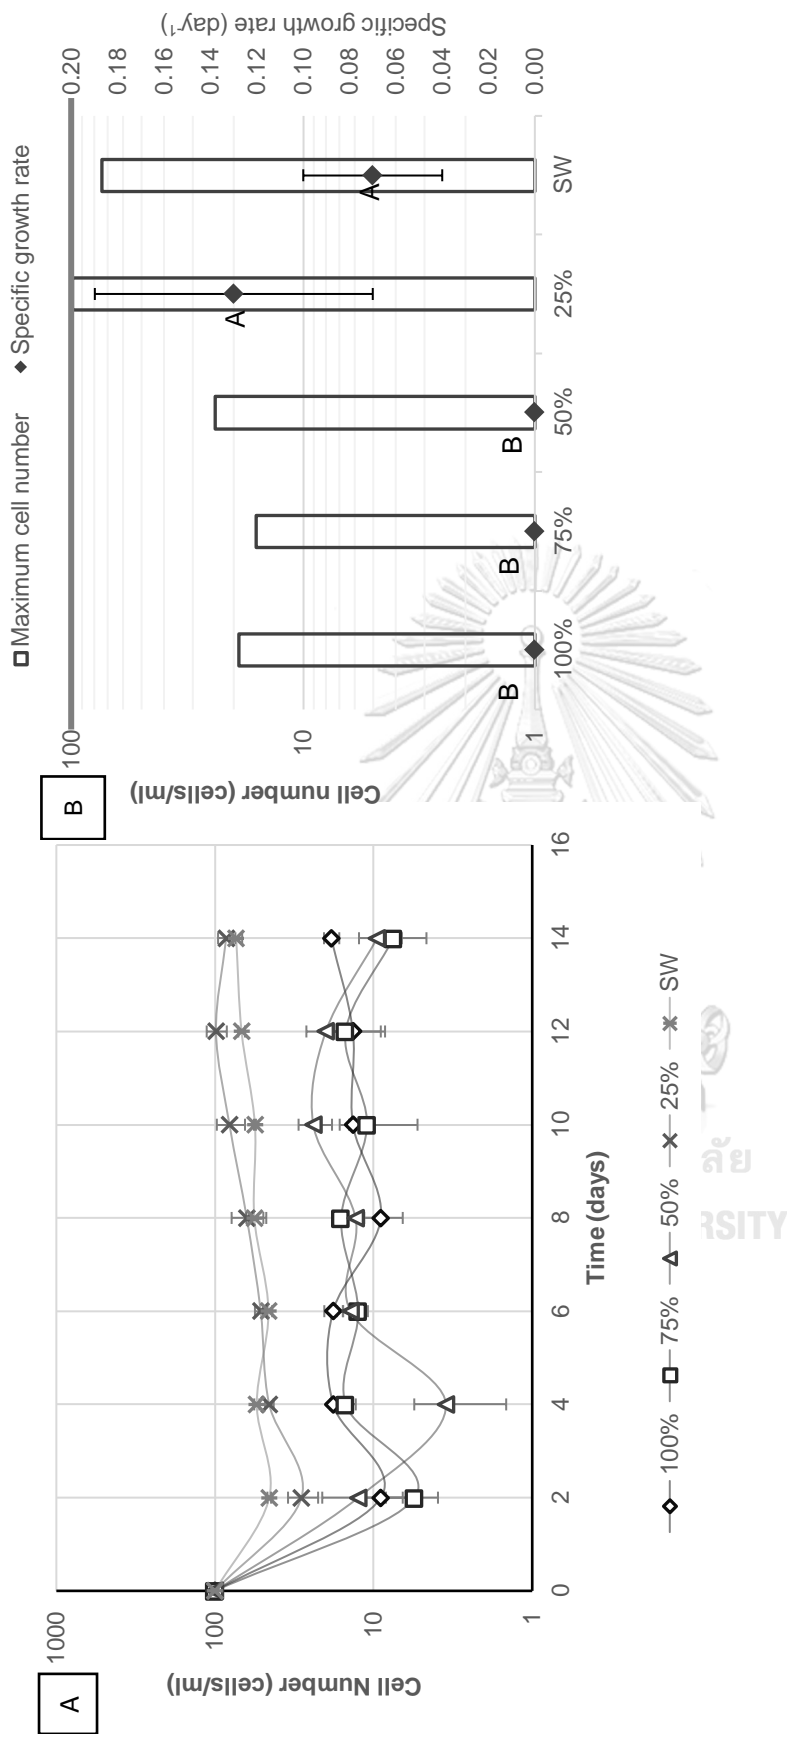 A
Cell Number (cells/ml)
1000
100
10
1
0
2
4
6
8
10
12
14
16
Time (days)
100%
75%
50%
25%
SW
B
Maximum cell number
Specific growth rate
Cell number (cells/ml)
100
10
1
B
B
B
A
A
100%
75%
50%
25%
SW
0.20
0.18
0.16
0.14
0.12
0.10
0.08
0.06
0.04
0.02
0.00
Specific growth rate (day⁻¹)
ลัย
RSITY